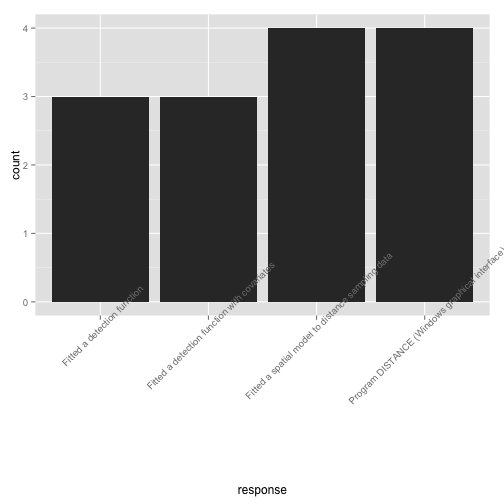 4
3
2
1
0
count
Fitted a detection function
Fitted a detection function with covariates
Fitted a spatial model to distance sampling data
Program DISTANCE (Windows graphical interface)
response